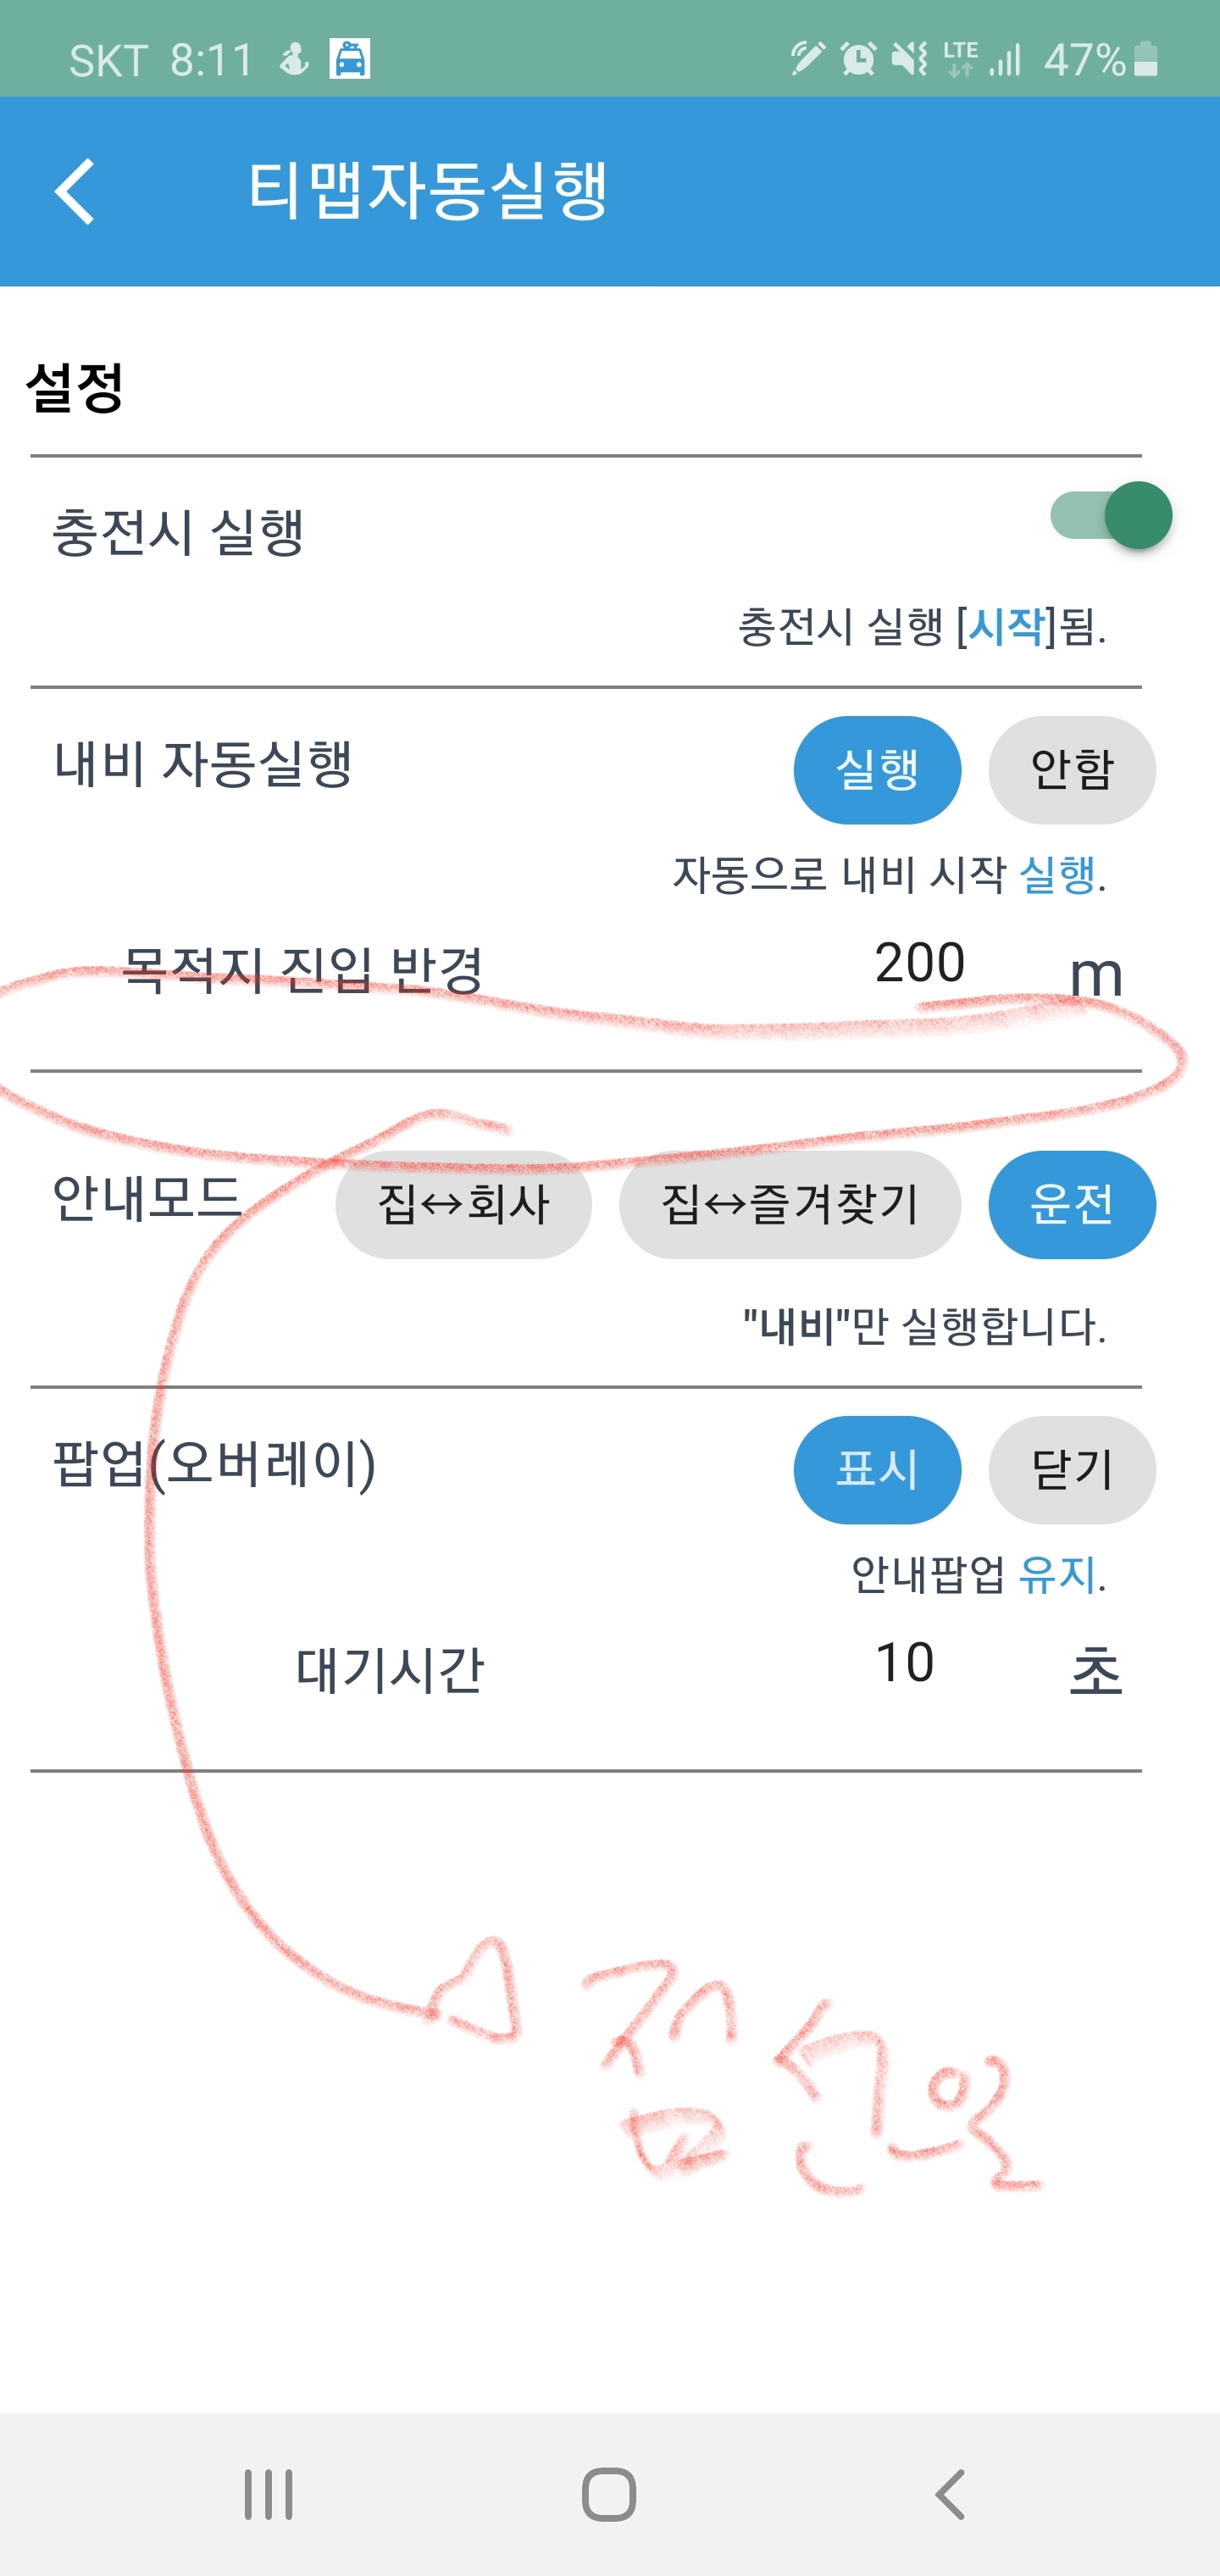 SKT 8:11 LTE 47%
티맵자동실행
설정
충전시 실행
충전시 실행 [시작]됨.
내비 자동실행 실행 안함
자동으로 내비 시작 실행.
목적지 진입 반경 200 m
안내모드 집↔회사 집↔즐겨찾기 운전
"내비"만 실행합니다.
팝업(오버레이) 표시 닫기
안내팝업 유지.
대기시간 10 초
점선으로